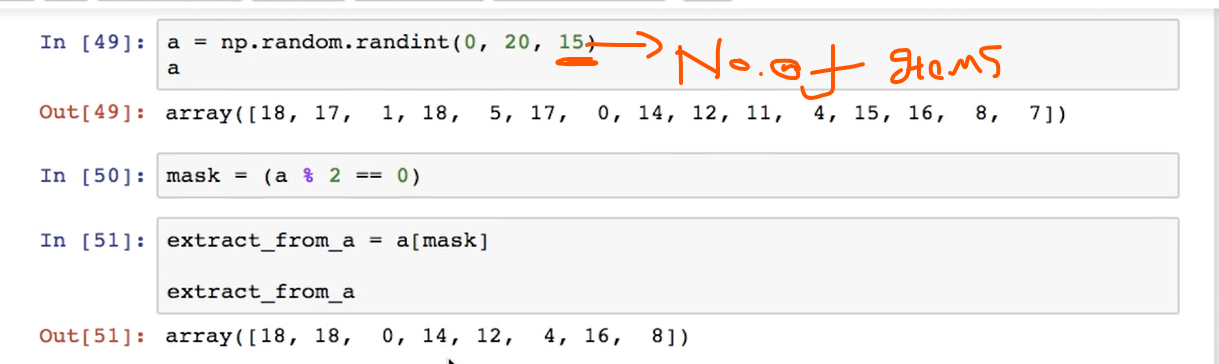 In [49]: a = np.random.randint(0, 20, 15) No. of Items
a
Out[49]: array([18, 17, 1, 18, 5, 17, 0, 14, 12, 11, 4, 15, 16, 8, 7])
In [50]: mask = (a % 2 == 0)
In [51]: extract_from_a = a[mask]
extract_from_a
Out[51]: array([18, 18, 0, 14, 12, 4, 16, 8])